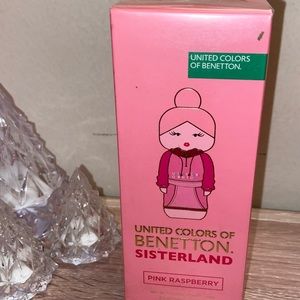 UNITED COLORS
OF BENETTON.
UNITED COLORS OF
BENETTON.
SISTERLAND
PINK RASPBERRY